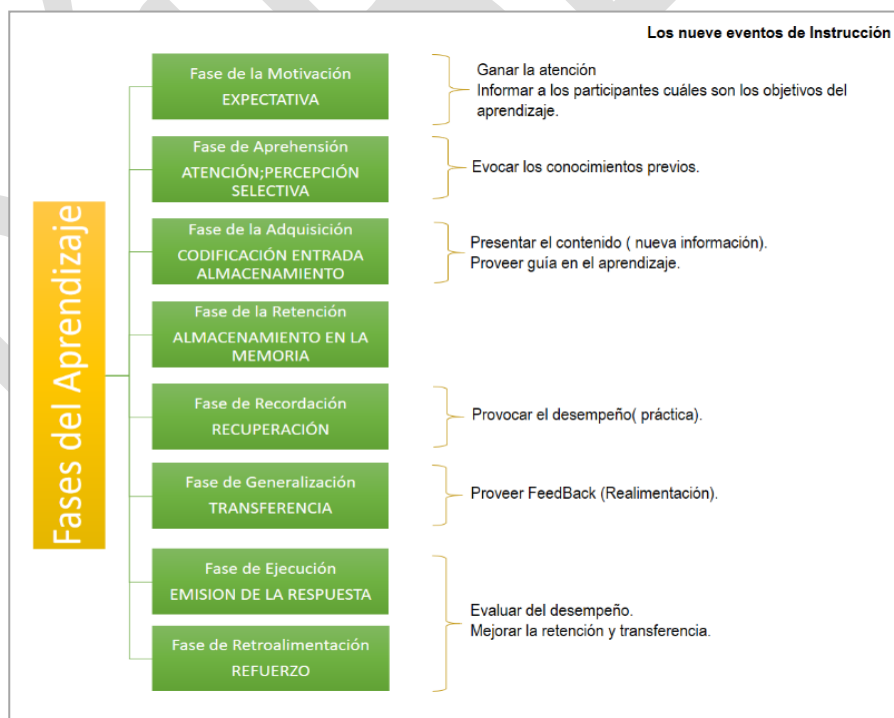 Los nueve eventos de Instrucción
Fases del Aprendizaje
Fase de la Motivación
EXPECTATIVA
Ganar la atención
Informar a los participantes cuáles son los objetivos del
aprendizaje.
Fase de Aprehensión
ATENCIÓN;PERCEPCIÓN
SELECTIVA
Evocar los conocimientos previos.
Fase de la Adquisición
CODIFICACIÓN ENTRADA
ALMACENAMIENTO
Presentar el contenido ( nueva información).
Proveer guía en el aprendizaje.
Fase de la Retención
ALMACENAMIENTO EN LA
MEMORIA
Fase de Recordación
RECUPERACIÓN
Provocar el desempeño( práctica).
Fase de Generalización
TRANSFERENCIA
Proveer FeedBack (Realimentación).
Fase de Ejecución
EMISION DE LA RESPUESTA
Fase de Retroalimentación
REFUERZO
Evaluar del desempeño.
Mejorar la retención y transferencia.